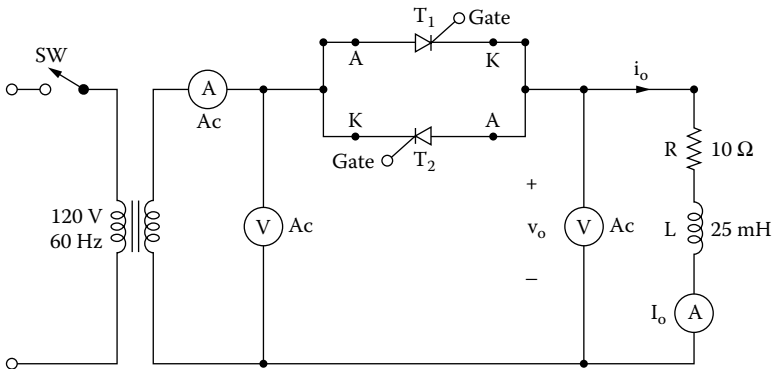 T1
Gate
SW
A
K
A
Ac
io
K
A
Gate
T2
R 10 Ω
120 V
60 Hz
V Ac
+
vo
−
V Ac
L 25 mH
Io A